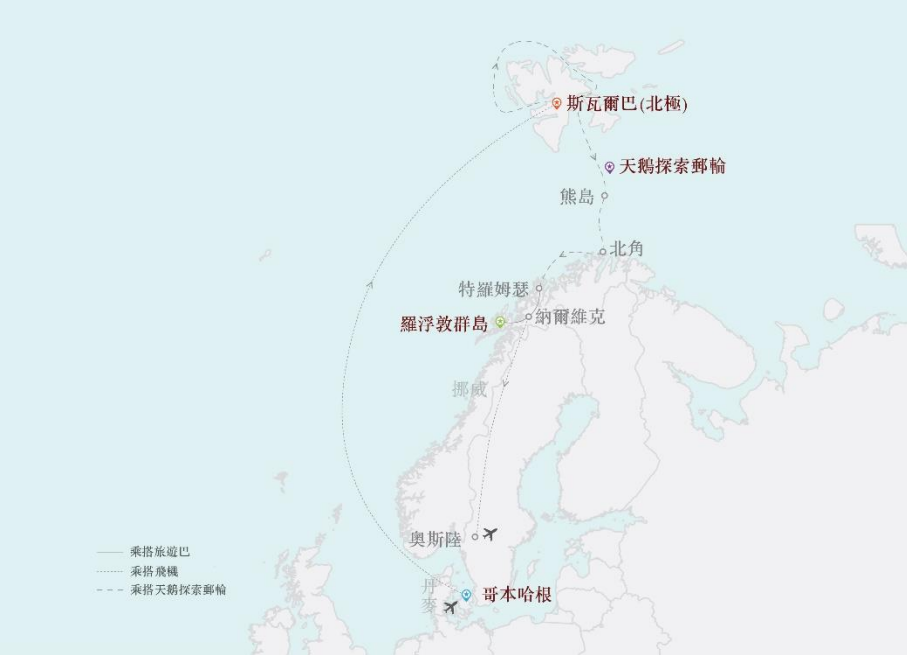 斯瓦爾巴(北極)
天鵝探索郵輪
熊島
北角
特羅姆瑟
納爾維克
羅浮敦群島
挪威
奧斯陸
丹麥
哥本哈根
乘搭旅遊巴
乘搭飛機
乘搭天鵝探索郵輪